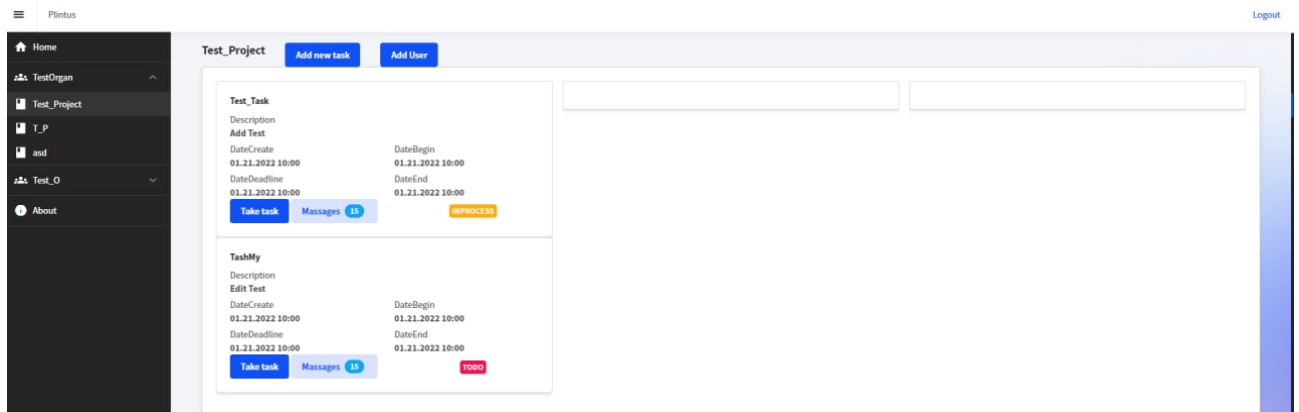 Plintus
Logout
Home
TestOrgan
Test_Project
T_P
asd
Test_O
About
Test_Project
Add new task
Add User
Test_Task
Description
Add Test
DateCreate DateBegin
01.21.2022 10:00 01.21.2022 10:00
DateDeadline DateEnd
01.21.2022 10:00 01.21.2022 10:00
Take task Massages 15 INPROCESS
TashMy
Description
Edit Test
DateCreate DateBegin
01.21.2022 10:00 01.21.2022 10:00
DateDeadline DateEnd
01.21.2022 10:00 01.21.2022 10:00
Take task Massages 15 TODO